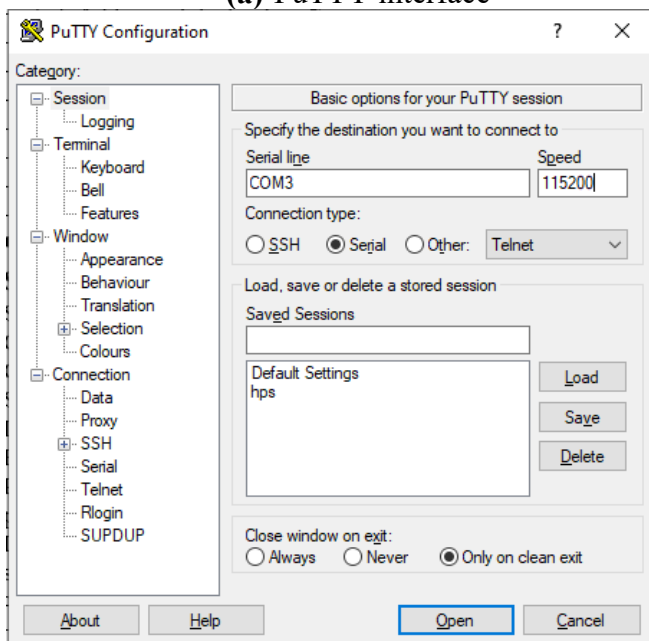 (a) PuTTY interface
PuTTY Configuration ? ×
Category:
Session
Logging
Terminal
Keyboard
Bell
Features
Window
Appearance
Behaviour
Translation
Selection
Colours
Connection
Data
Proxy
SSH
Serial
Telnet
Rlogin
SUPDUP
Basic options for your PuTTY session
Specify the destination you want to connect to
Serial line Speed
COM3 115200
Connection type:
SSH Serial Other: Telnet
Load, save or delete a stored session
Saved Sessions
Default Settings
hps
Load
Save
Delete
Close window on exit:
Always Never Only on clean exit
About Help Open Cancel